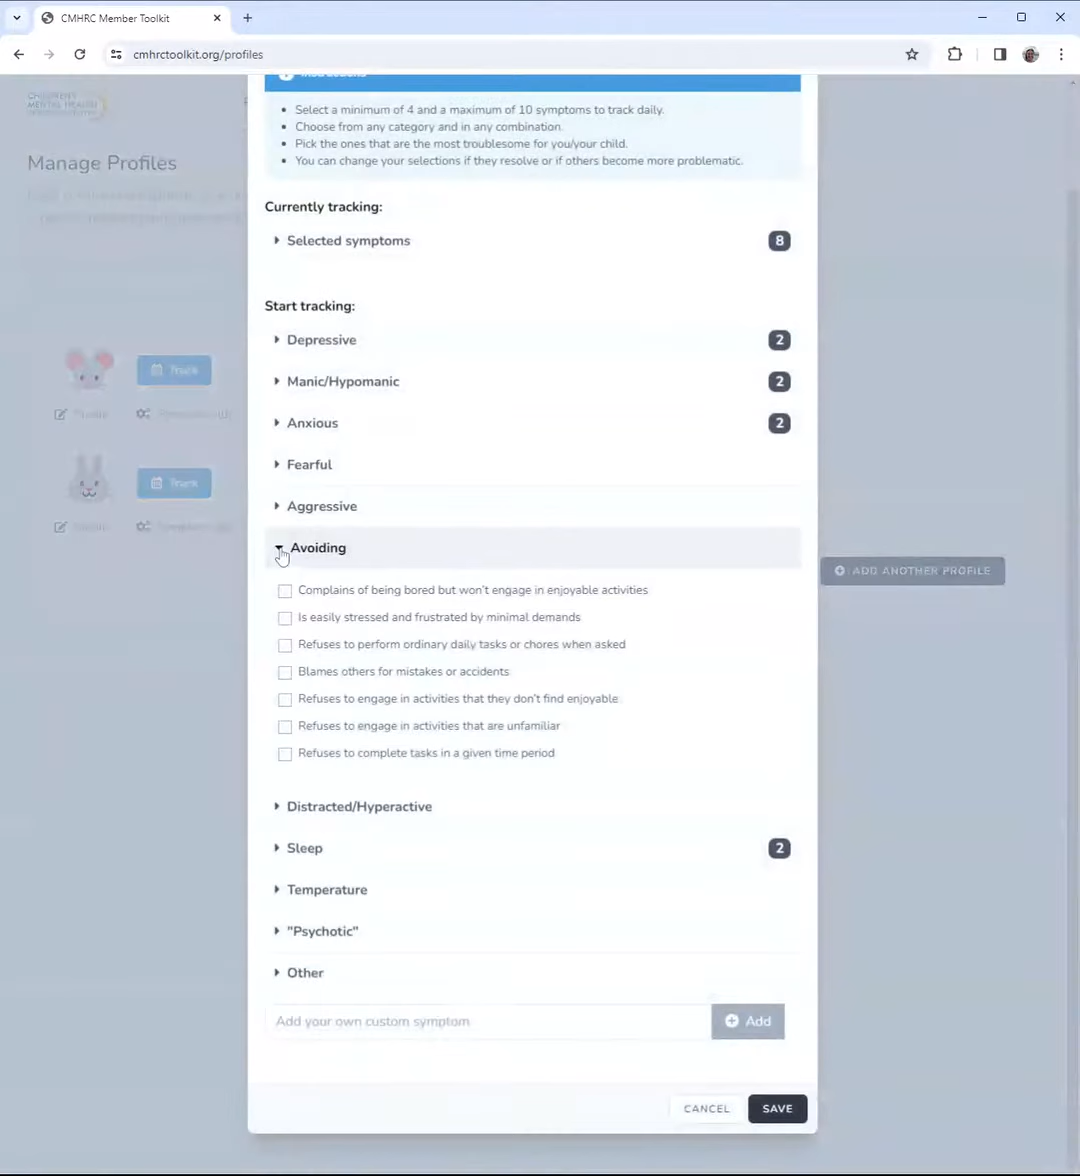 CMHRC Member Toolkit
cmhrctoolkit.org/profiles
CHILDREN'S
MENTAL HEALTH
Manage Profiles
Instructions
Select a minimum of 4 and a maximum of 10 symptoms to track daily.
Choose from any category and in any combination.
Pick the ones that are the most troublesome for you/your child.
You can change your selections if they resolve or if others become more problematic.
Currently tracking:
Selected symptoms 8
Start tracking:
Depressive 2
Track
Manic/Hypomanic 2
Anxious 2
Fearful
Track
Aggressive
Avoiding
ADD ANOTHER PROFILE
Complains of being bored but won't engage in enjoyable activities
Is easily stressed and frustrated by minimal demands
Refuses to perform ordinary daily tasks or chores when asked
Blames others for mistakes or accidents
Refuses to engage in activities that they don't find enjoyable
Refuses to engage in activities that are unfamiliar
Refuses to complete tasks in a given time period
Distracted/Hyperactive
Sleep 2
Temperature
"Psychotic"
Other
Add your own custom symptom
Add
CANCEL
SAVE